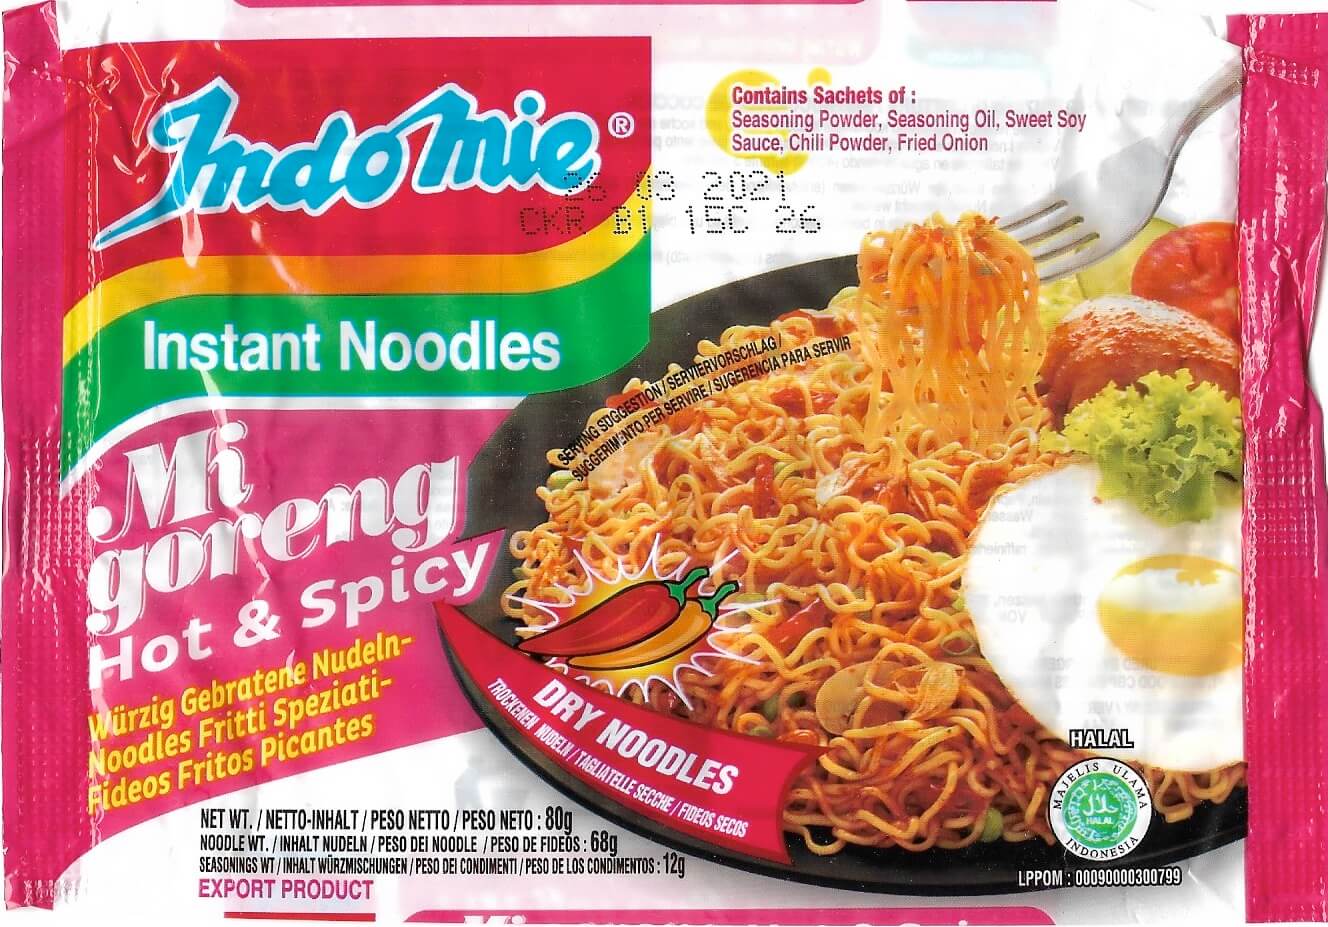 Indomie®
Contains Sachets of :
Seasoning Powder, Seasoning Oil, Sweet Soy
Sauce, Chili Powder, Fried Onion
2021
CKR B1 15C 26
Instant Noodles
SERVING SUGGESTION / SERVIERVORSCHLAG /
SUGGERIMENTO PER SERVIRE / SUGERENCIA PARA SERVIR
Mi
goreng
Hot & Spicy
Würzig Gebratene Nudeln-
Noodles Fritti Speziati-
Fideos Fritos Picantes
DRY NOODLES
TROCKENEN NUDELN / TAGLIATELLE SECCHE / FIDEOS SECOS
HALAL
MAJELIS ULAMA
HALAL
INDONESIA
LPPOM : 00090000300799
NET WT. / NETTO-INHALT / PESO NETTO / PESO NETO : 80g
NOODLE WT. / INHALT NUDELN / PESO DEI NOODLE / PESO DE FIDEOS : 68g
SEASONINGS WT / INHALT WÜRZMISCHUNGEN / PESO DEI CONDIMENTI / PESO DE LOS CONDIMENTOS : 12g
EXPORT PRODUCT